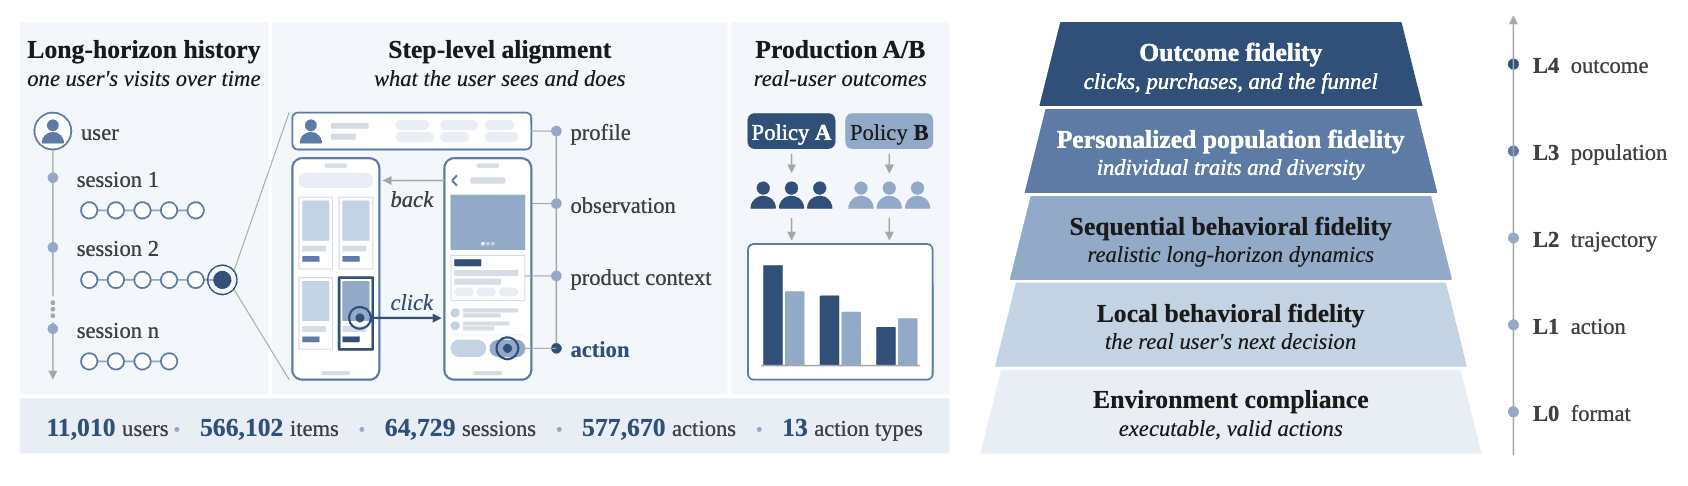 Long-horizon history
one user's visits over time
user
session 1
session 2
session n
Step-level alignment
what the user sees and does
back
click
profile
observation
product context
action
Production A/B
real-user outcomes
Policy A
Policy B
11,010 users • 566,102 items • 64,729 sessions • 577,670 actions • 13 action types
Outcome fidelity
clicks, purchases, and the funnel
Personalized population fidelity
individual traits and diversity
Sequential behavioral fidelity
realistic long-horizon dynamics
Local behavioral fidelity
the real user's next decision
Environment compliance
executable, valid actions
L4 outcome
L3 population
L2 trajectory
L1 action
L0 format